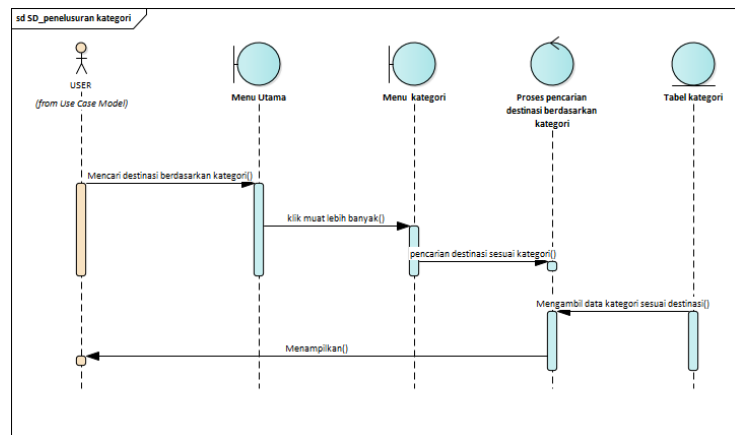 sd SD_penelusuran kategori
USER
(from Use Case Model)
Menu Utama
Menu kategori
Proses pencarian
destinasi berdasarkan
kategori
Tabel kategori
Mencari destinasi berdasarkan kategori()
klik muat lebih banyak()
pencarian destinasi sesuai kategori()
Mengambil data kategori sesuai destinasi()
Menampilkan()